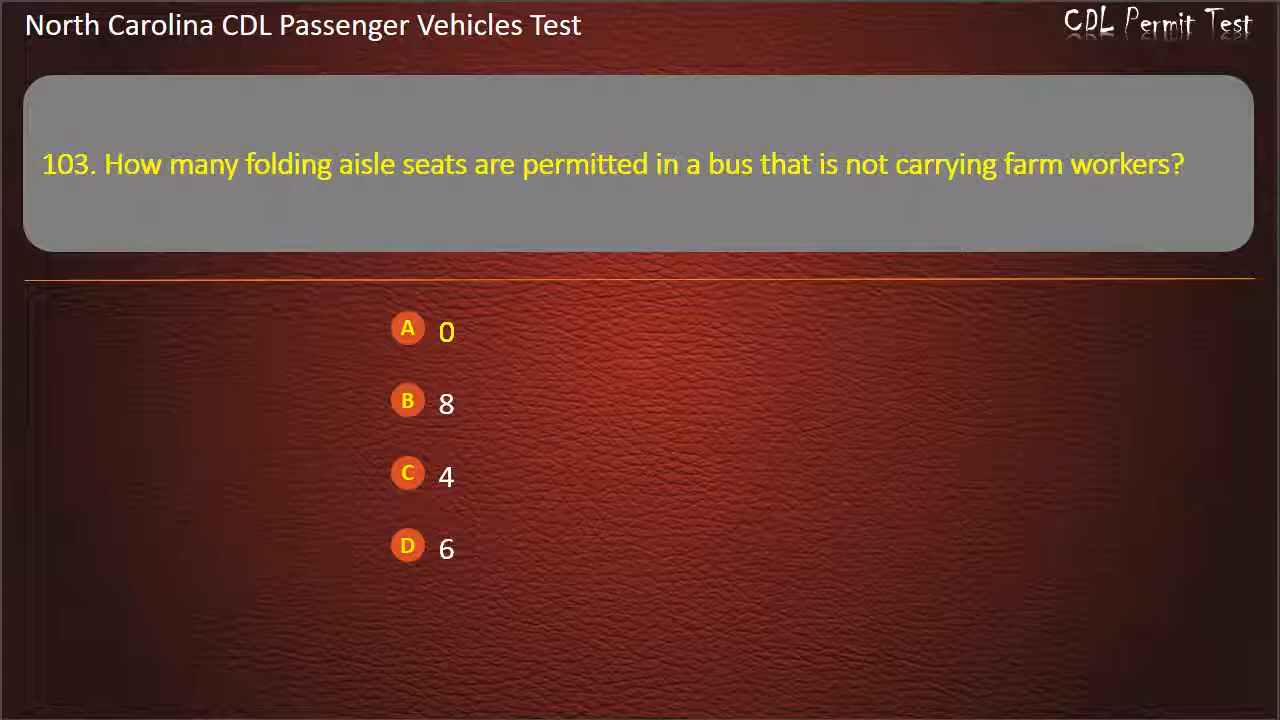 North Carolina CDL Passenger Vehicles Test
CDL Permit Test
103. How many folding aisle seats are permitted in a bus that is not carrying farm workers?
A 0
B 8
C 4
D 6